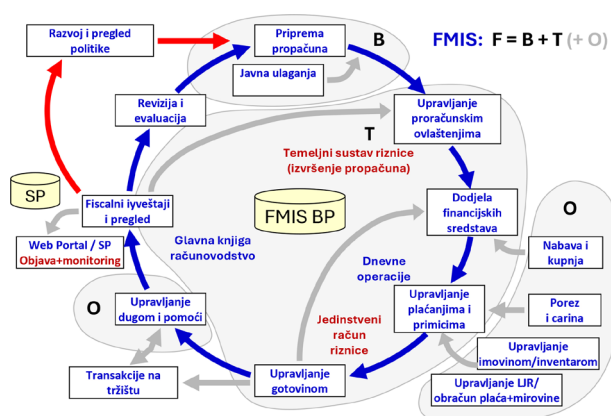 Razvoj i pregled
politike
Priprema
propačuna
B
FMIS: F = B + T (+ O)
Javna ulaganja
Revizija i
evaluacija
Upravljanje
proračunskim
ovlaštenjima
T
Temeljni sustav riznice
(izvršenje propačuna)
SP
Fiscalni iyveštaji
i pregled
FMIS BP
Dodjela
financijskih
sredstava
O
Web Portal / SP
Objava+monitoring
Glavna knjiga
računovodstvo
Nabava i
kupnja
Dnevne
operacije
O
Upravljanje
dugom i pomoći
Upravljanje
plaćanjima i
primicima
Porez
i carina
Jedinstveni
račun
riznice
Upravljanje
imovinom/inventarom
Transakcije na
tržištu
Upravljanje
gotovinom
Upravljanje LJR/
obračun plaća+mirovine